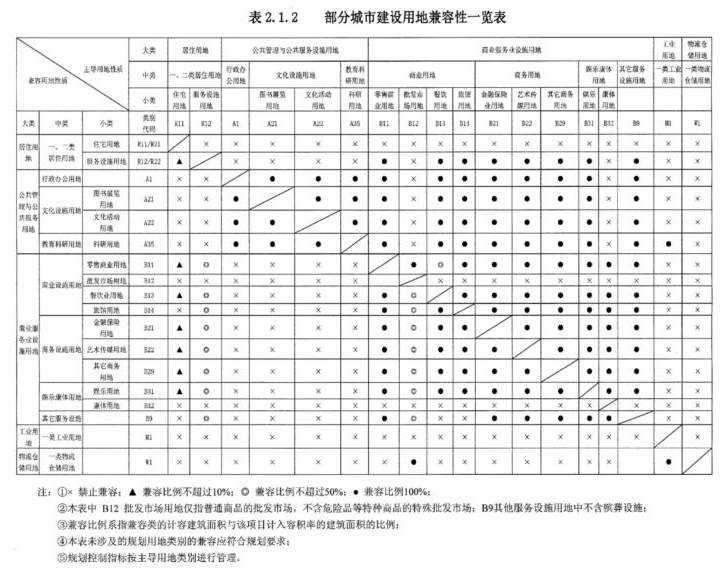 表 2.1.2 部分城市建设用地兼容性一览表
兼容用地性质 主导用地性质 大类 居住用地 公共管理与公共服务设施用地 商业服务业设施用地 工业用地 物流仓储用地
中类 一、二类居住用地 行政办公用地 文化设施用地 教育科研用地 商业用地 商务用地 娱乐康体用地 其它服务设施用地 一类工业用地 一类物流仓储用地
小类 住宅用地 服务设施用地 图书展览用地 文化活动用地 科研用地 零售商业用地 批发市场用地 餐饮用地 旅馆用地 金融保险业用地 艺术传媒用地 其它商务用地 娱乐用地 康体用地
大类 中类 小类 类别代码 A1 A21 A22 A35 B11 B12 B13 B14 B21 B22 B29 B31 B32 B9 M1 W1
居住用地 一、二类居住用地 住宅用地 R11/R21 × × × × × × × × × × × × × × × × ×
服务设施用地 R12/R22 ▲ × × × × ● × ● ● ● ● ● ● × ● × ×
公共管理与公共服务用地 行政办公用地 A1 × × ● ● ● ● × ● ● ● ● ● ● × ● × ×
文化设施用地 图书展览用地 A21 × × ● ● ● ● × ● ● ● ● ● ● × ● × ×
文化活动用地 A22 × × ● ● ● ● × ● ● ● ● ● ● × ● × ×
教育科研用地 科研用地 A35 × × ● ● ● ● × ● ● ● ● ● ● × ● ● ×
商业服务业设施用地 商业设施用地 零售商业用地 B11 ▲ ◎ × × × × ● ◎ ● ● ● ● ● ● ● × ×
批发市场用地 B12 × × × × × × × × × × × × × × × × ×
餐饮业用地 B13 ▲ ◎ × × × × ● ◎ ● ● ● ● ● ● ● × ×
旅馆用地 B14 × ◎ × × × × ● ◎ ● ● ● ● ● ● ● × ×
商务设施用地 金融保险用地 B21 ▲ ◎ × × × × ● ◎ ● ● ● ● ● ● ● × ×
艺术传媒用地 B22 ▲ ◎ × × × × ● ◎ ● ● ● ● ● ● ● × ×
其它商务用地 B29 ▲ ◎ × × × × ● ◎ ● ● ● ● ● ● ● × ×
娱乐康体用地 娱乐用地 B31 ▲ ◎ × × × × ● ◎ ● ● ● ● ● ● ● × ×
康体用地 B32 × × × × × × × × × × × × × × × × ×
其它服务设施 B9 × ◎ × × × × ● ◎ ● ● ● ● ● ● ● × ×
工业用地 一类工业用地 M1 × × × × × × × × × × × × × × × × ×
物流仓储用地 一类物流仓储用地 W1 × × × × × × × ● × × × × × × × × ●
注：①× 禁止兼容；▲ 兼容比例不超过10%；◎ 兼容比例不超过50%；● 兼容比例100%；
②本表中 B12 批发市场用地仅指普通商品的批发市场，不含危险品等特种商品的特殊批发市场；B9其他服务设施用地中不含殡葬设施；
③兼容比例系指兼容类的计容建筑面积与该项目计入容积率的建筑面积的比例；
④本表未涉及的规划用地类别的兼容应符合规划要求；
⑤规划控制指标按主导用地类别进行管理。